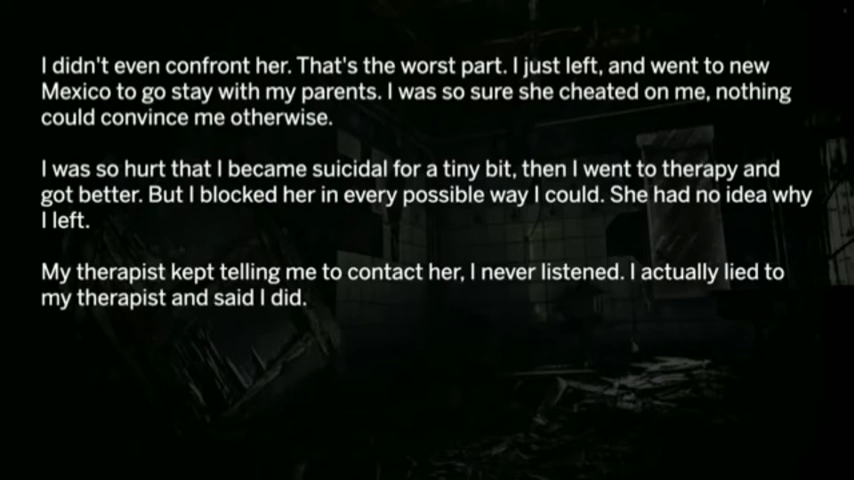 I didn't even confront her. That's the worst part. I just left, and went to new
Mexico to go stay with my parents. I was so sure she cheated on me, nothing
could convince me otherwise.
I was so hurt that I became suicidal for a tiny bit, then I went to therapy and
got better. But I blocked her in every possible way I could. She had no idea why
I left.
My therapist kept telling me to contact her, I never listened. I actually lied to
my therapist and said I did.